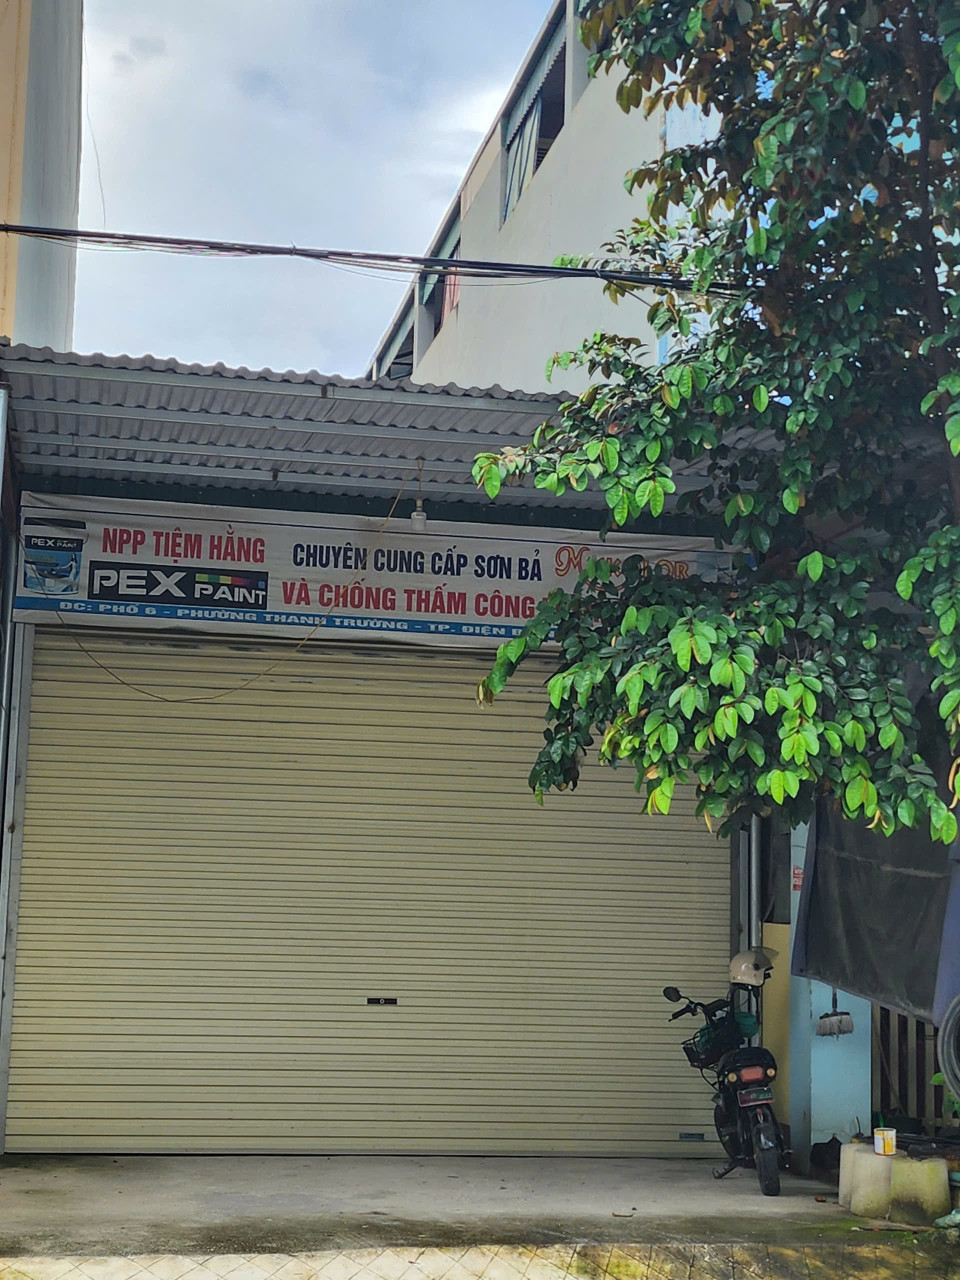 NPP TIỆM HẰNG
PEX PAINT
PEX PAINT
CHUYÊN CUNG CẤP SƠN BẢ
VÀ CHỐNG THẤM CÔNG
ĐC: PHỐ 6 - PHƯỜNG THANH TRƯỜNG - TP. ĐIỆN